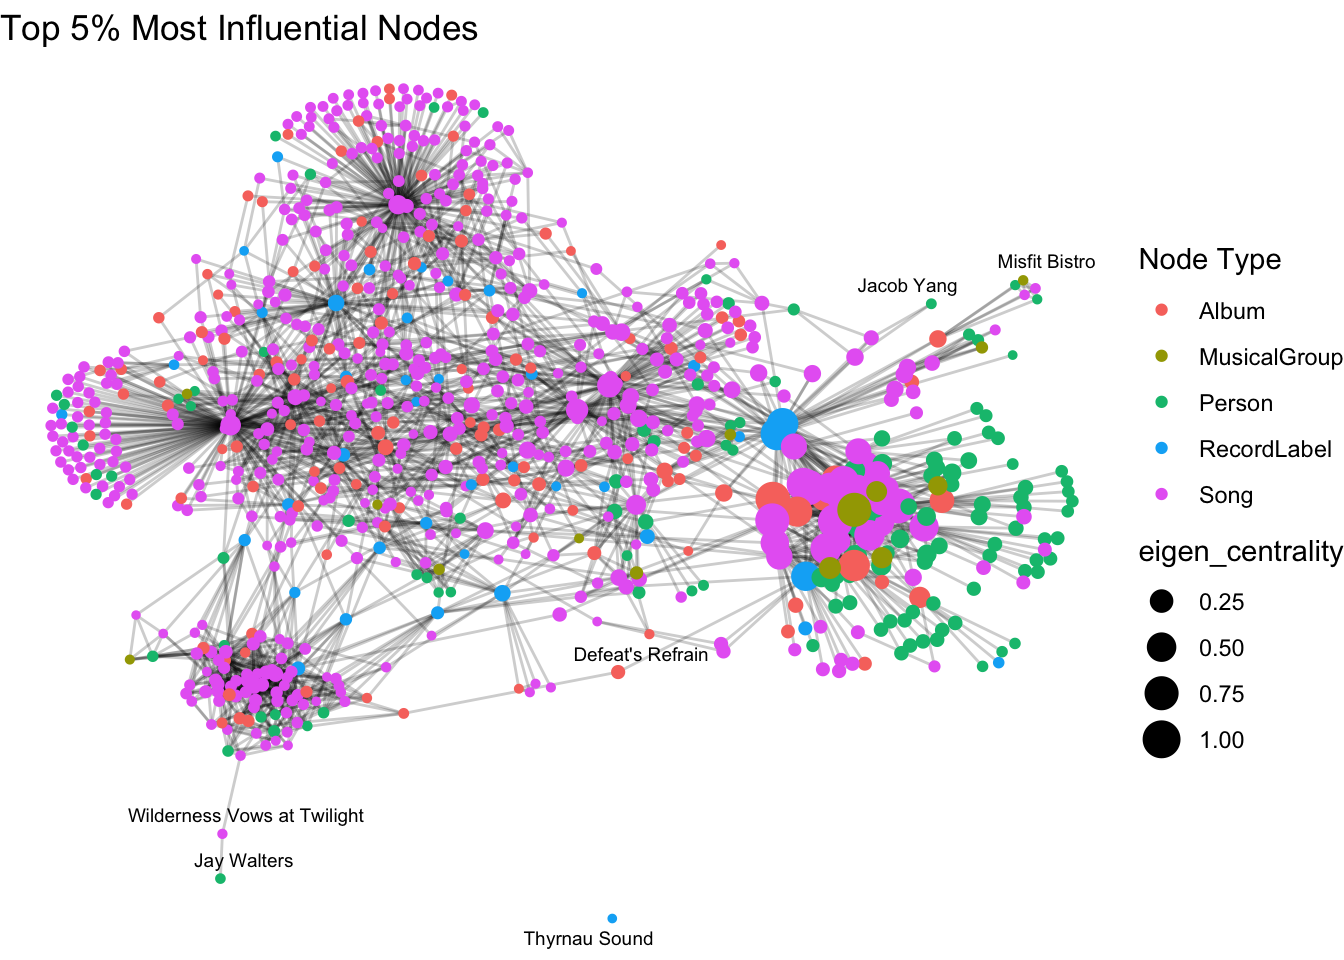 Top 5% Most Influential Nodes
Misfit Bistro
Jacob Yang
Defeat's Refrain
Wilderness Vows at Twilight
Jay Walters
Thyrnau Sound
Node Type
Album
MusicalGroup
Person
RecordLabel
Song
eigen_centrality
0.25
0.50
0.75
1.00